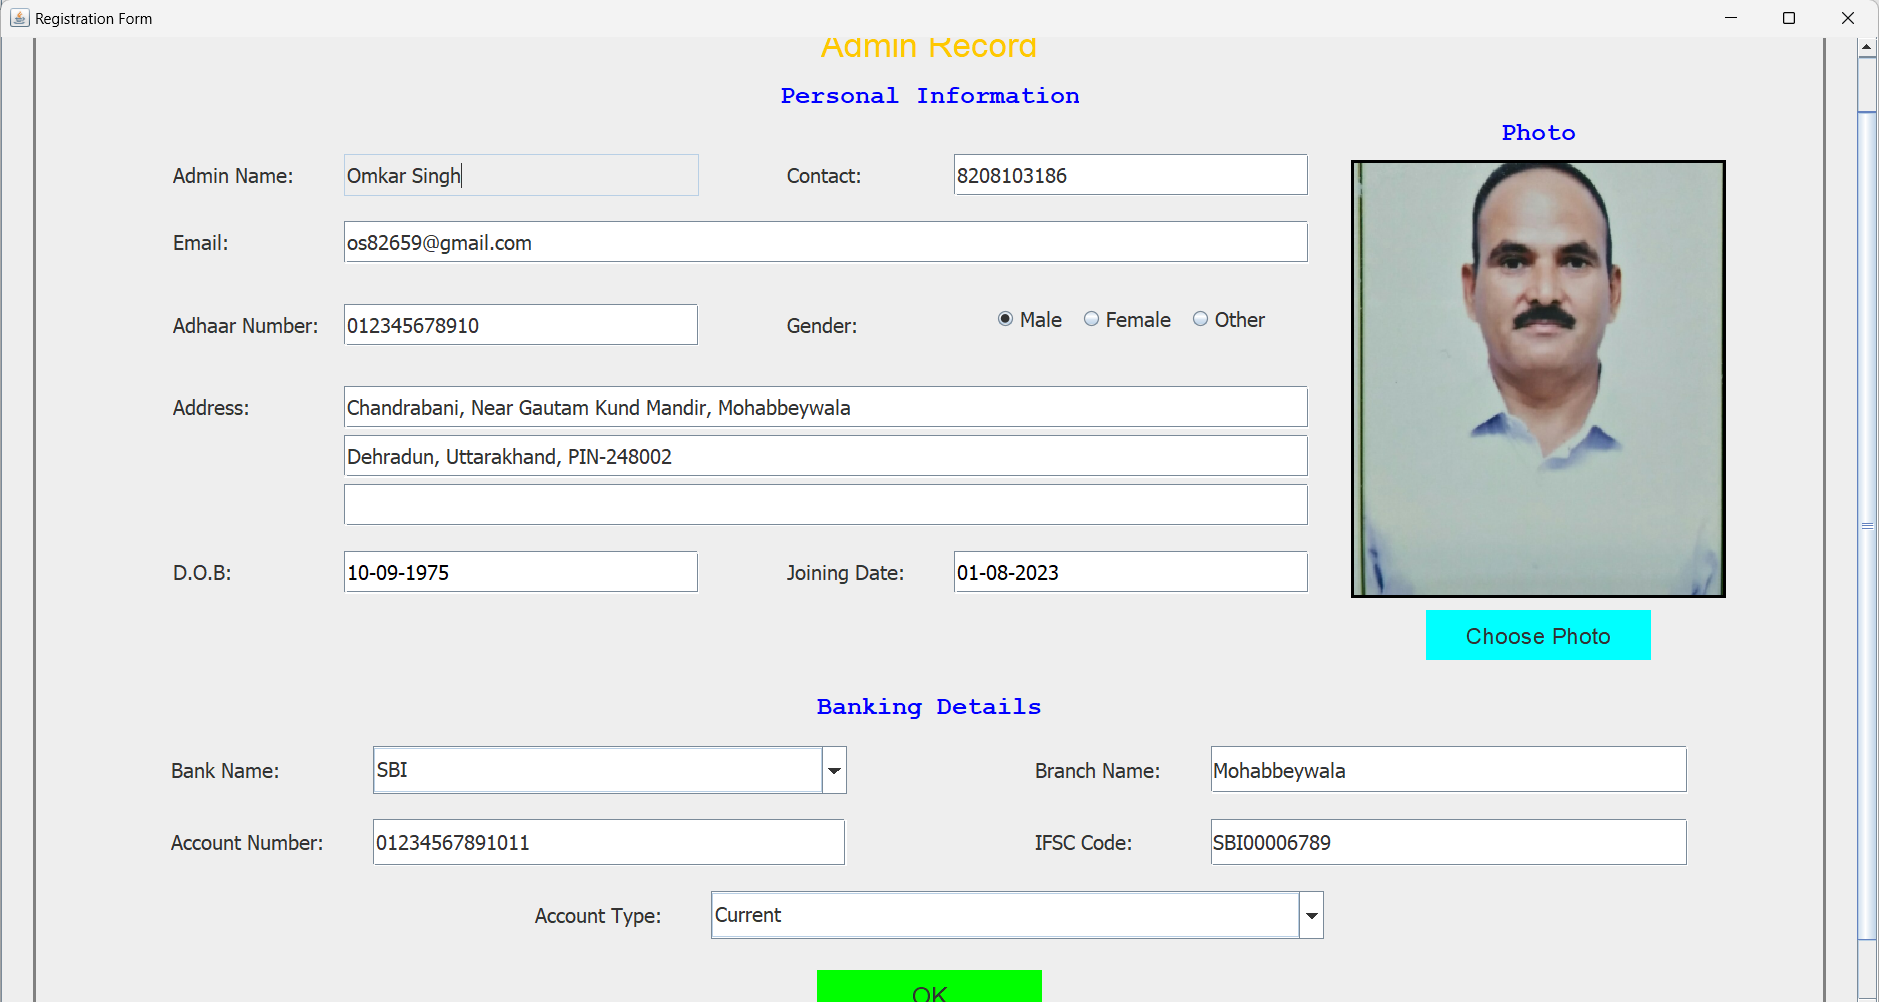 Registration Form
Admin Record
Personal Information
Photo
Admin Name: Omkar Singh Contact: 8208103186
Email: os82659@gmail.com
Adhaar Number: 012345678910 Gender: Male Female Other
Address: Chandrabani, Near Gautam Kund Mandir, Mohabbeywala
Dehradun, Uttarakhand, PIN-248002
D.O.B: 10-09-1975 Joining Date: 01-08-2023
Choose Photo
Banking Details
Bank Name: SBI Branch Name: Mohabbeywala
Account Number: 01234567891011 IFSC Code: SBI00006789
Account Type: Current
OK